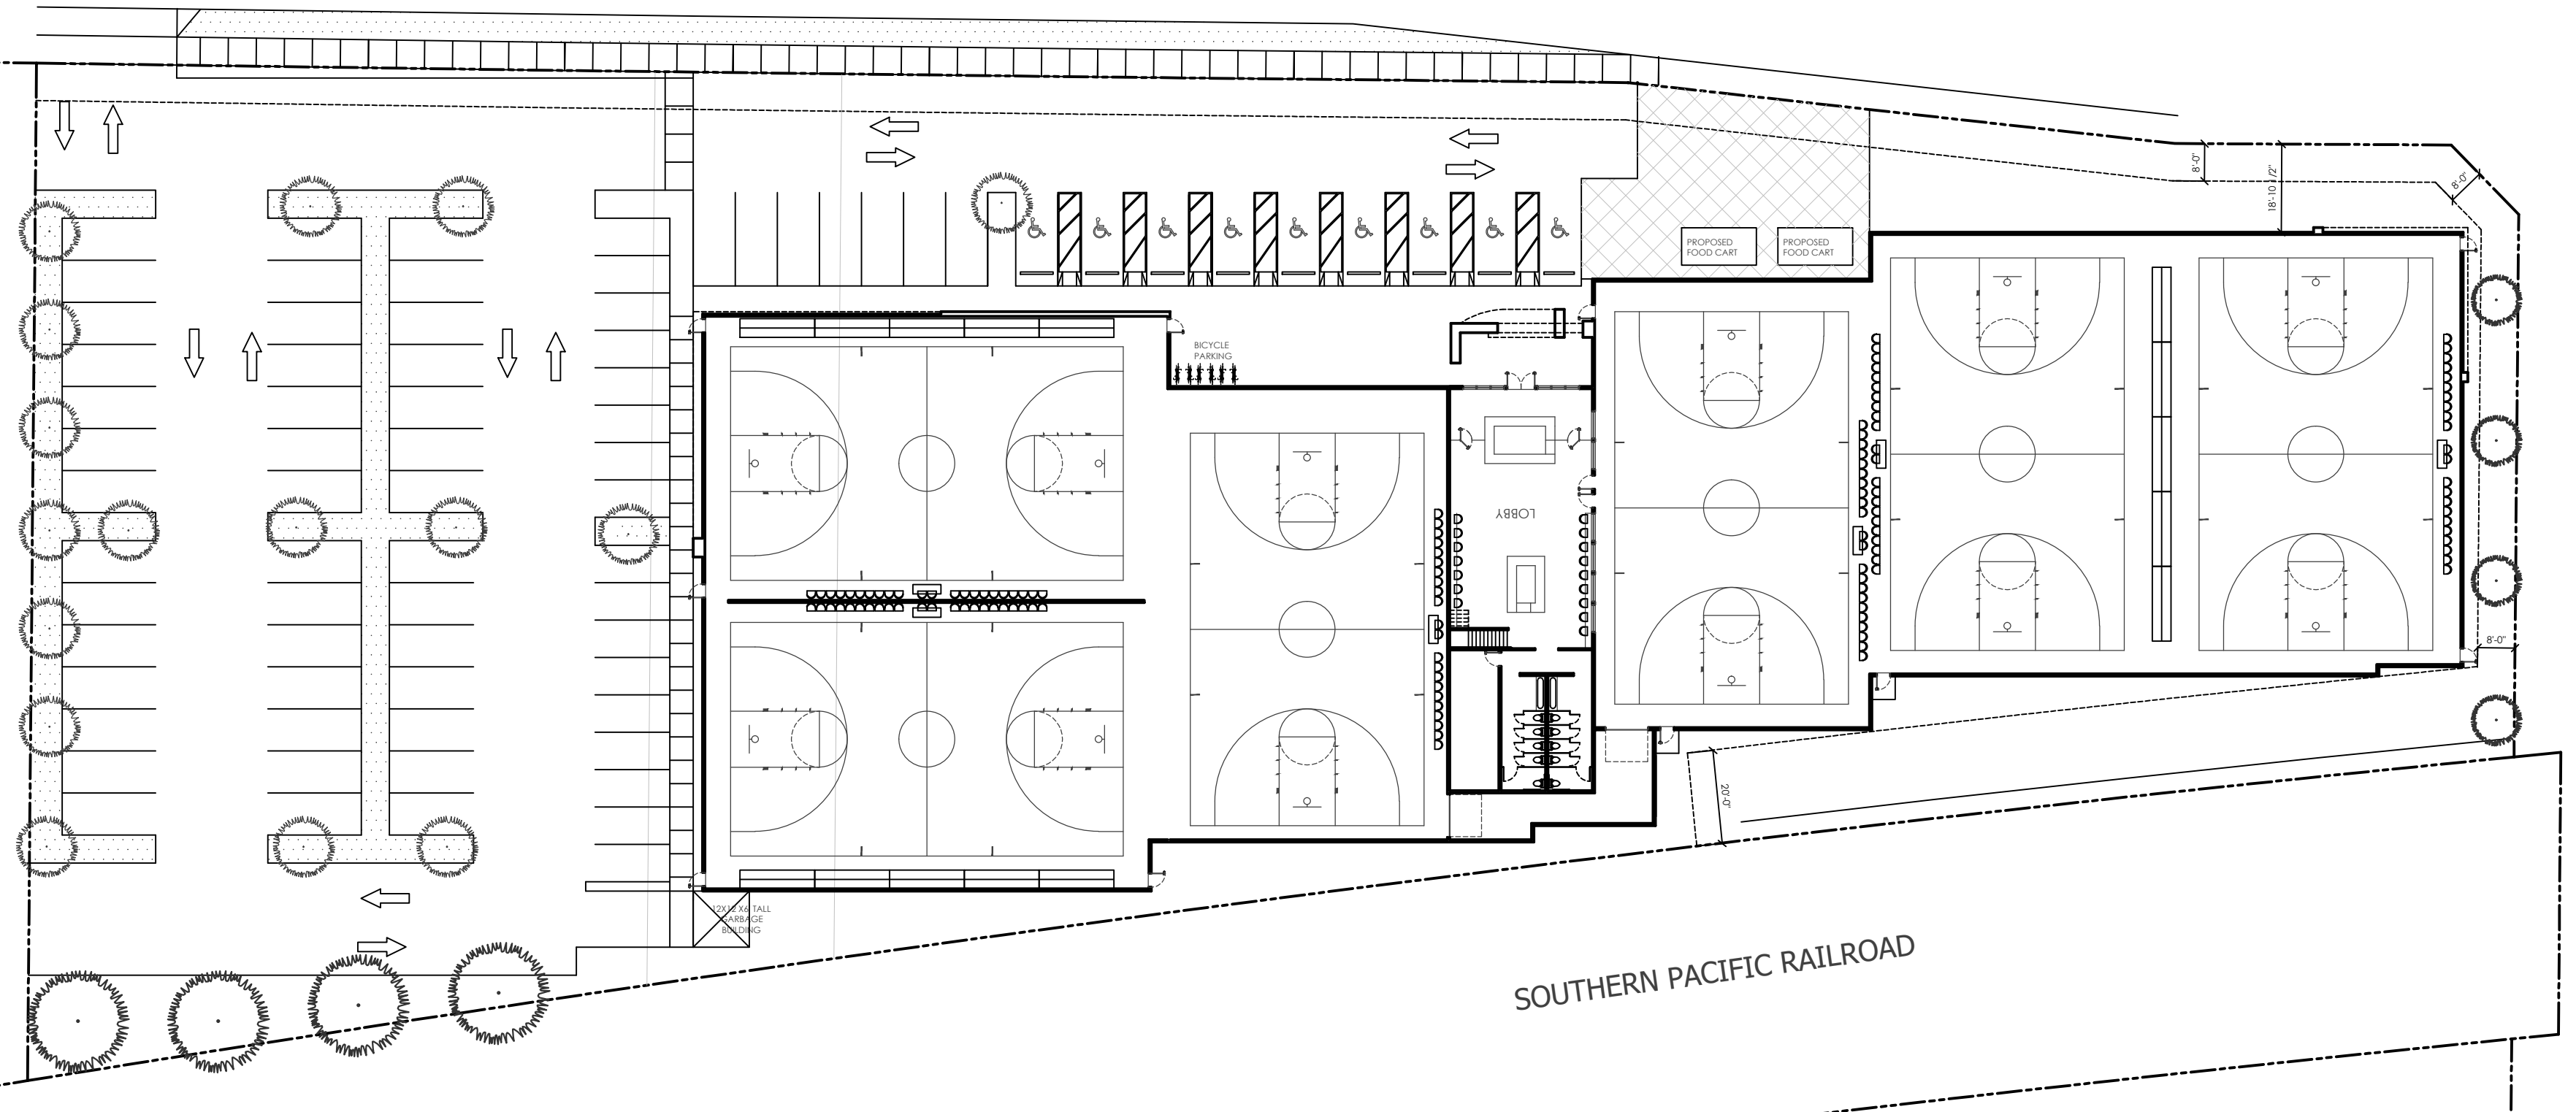 8'-0"
18'-10 1/2"
8'-0"
PROPOSED
FOOD CART
PROPOSED
FOOD CART
BICYCLE
PARKING
LOBBY
8'-0"
20'-0"
12X12 X6' TALL
GARBAGE
BUILDING
SOUTHERN PACIFIC RAILROAD